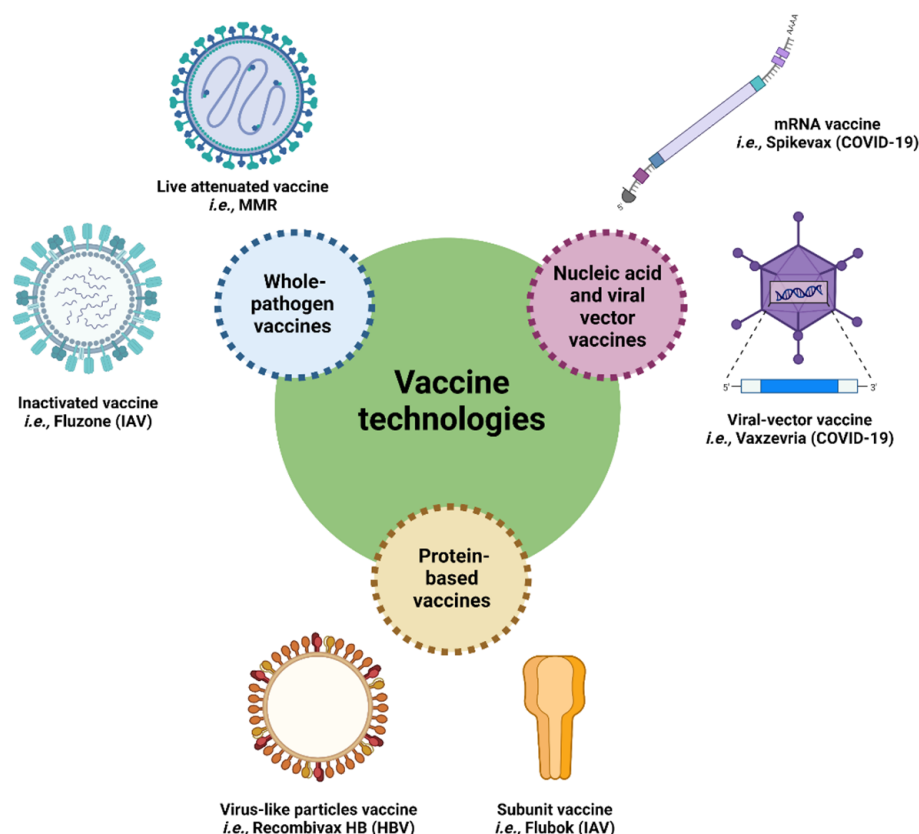 AAAA
mRNA vaccine
i.e., Spikevax (COVID-19)
5'
Live attenuated vaccine
i.e., MMR
Whole-
pathogen
vaccines
Nucleic acid
and viral
vector
vaccines
Inactivated vaccine
i.e., Fluzone (IAV)
Vaccine
technologies
5'
3'
Viral-vector vaccine
i.e., Vaxzevria (COVID-19)
Protein-
based
vaccines
Virus-like particles vaccine
i.e., Recombivax HB (HBV)
Subunit vaccine
i.e., Flubok (IAV)